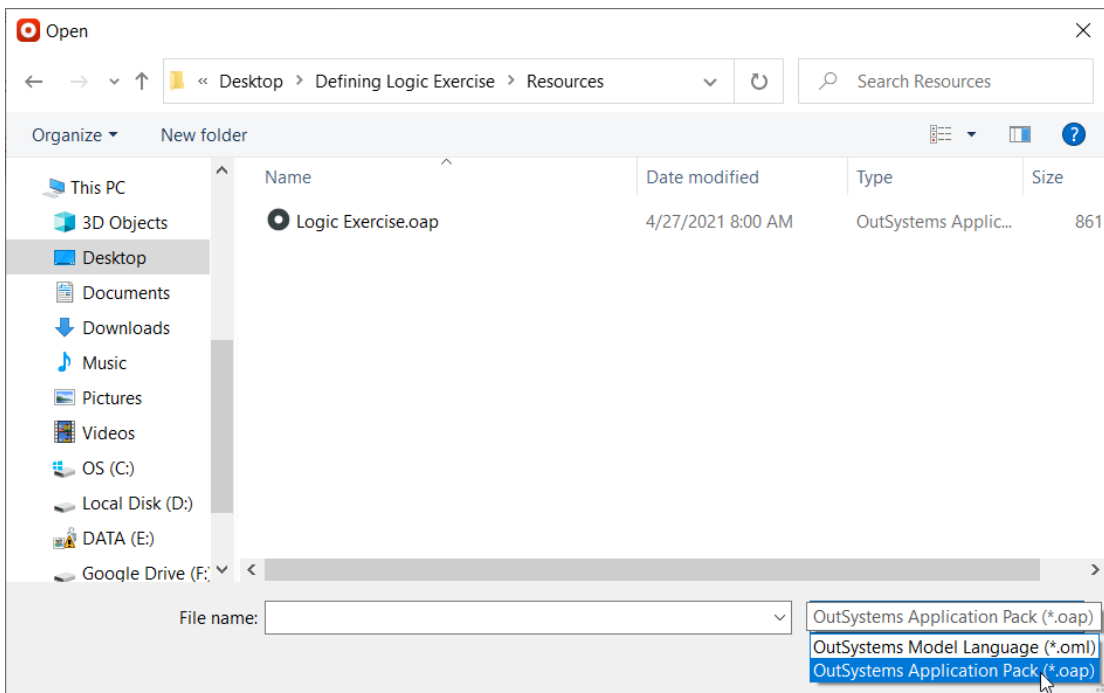 Open
« Desktop > Defining Logic Exercise > Resources
Search Resources
Organize
New folder
?
Name
Date modified
Type
Size
Logic Exercise.oap
4/27/2021 8:00 AM
OutSystems Applic...
861
This PC
3D Objects
Desktop
Documents
Downloads
Music
Pictures
Videos
OS (C:)
Local Disk (D:)
DATA (E:)
Google Drive (F:
File name:
OutSystems Application Pack (*.oap)
OutSystems Model Language (*.oml)
OutSystems Application Pack (*.oap)